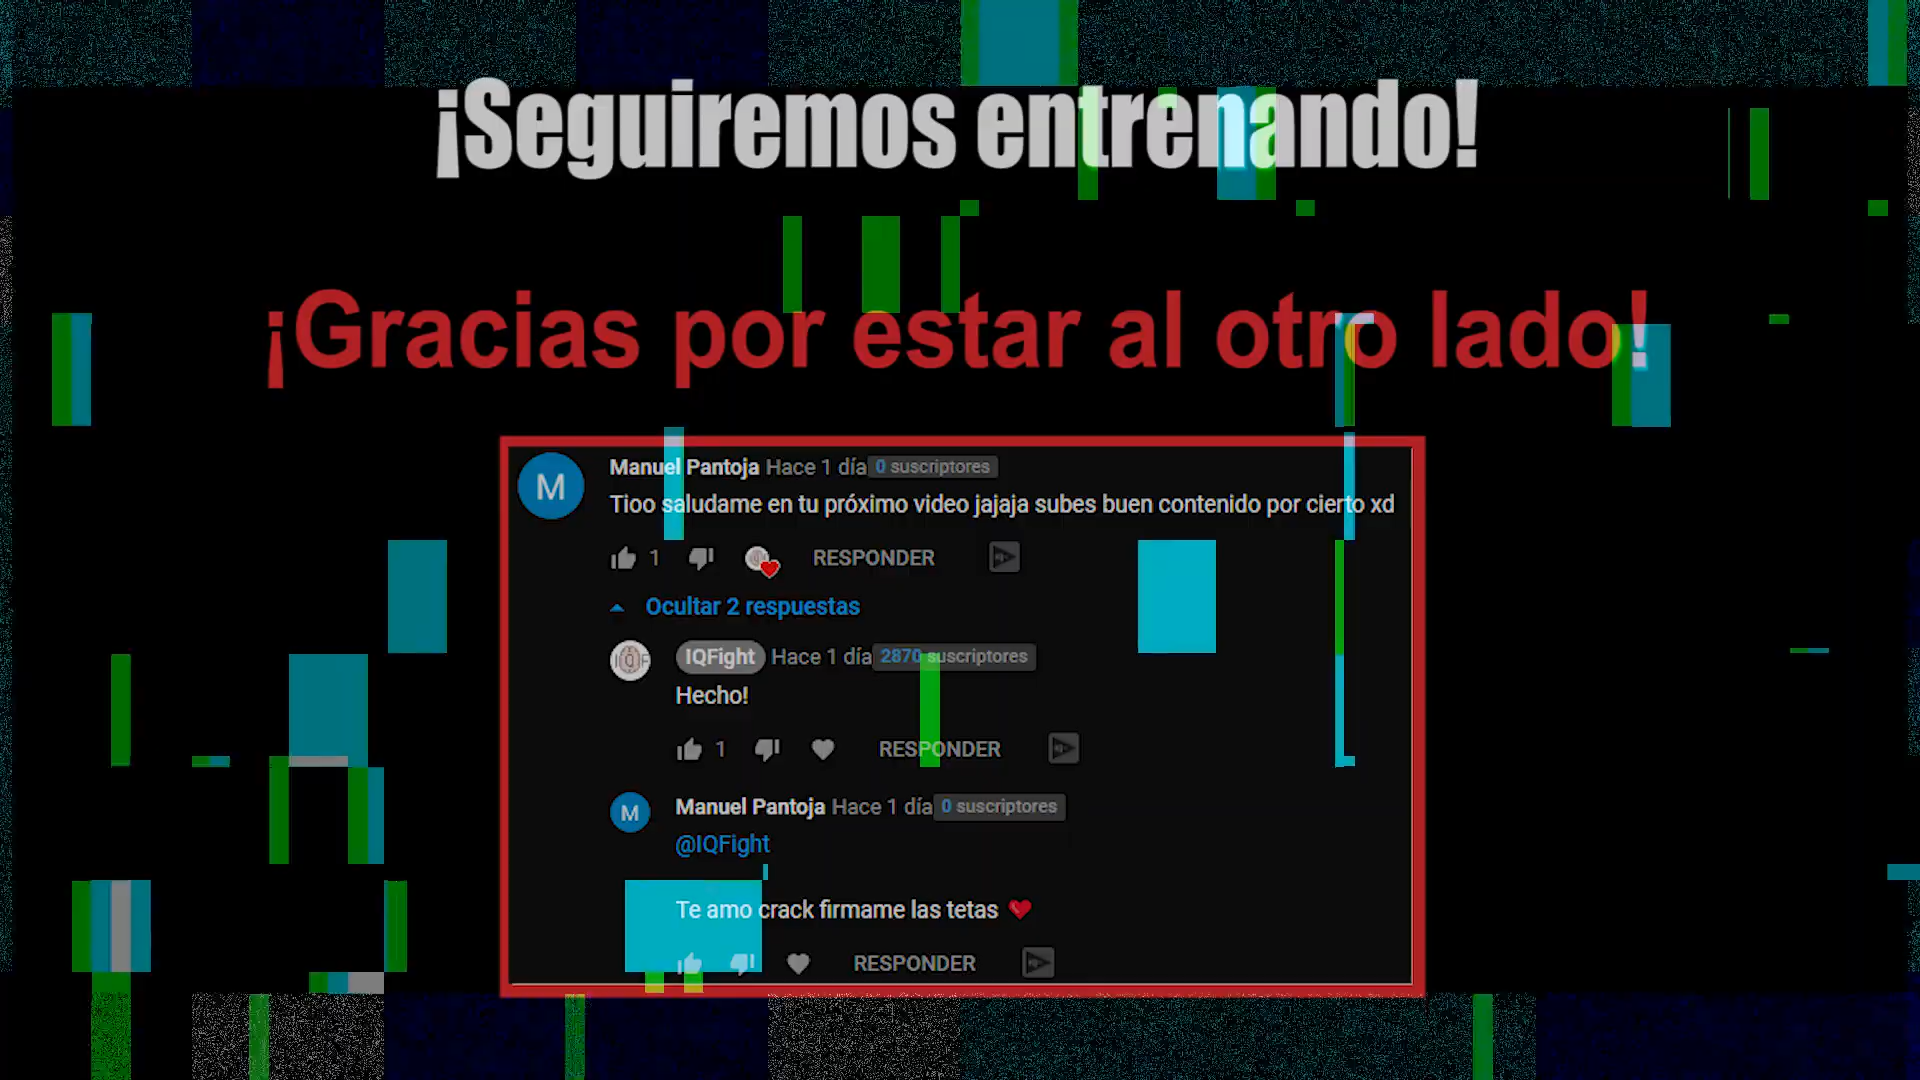 ¡Seguiremos entrenando!
¡Gracias por estar al otro lado!
M
Manuel Pantoja Hace 1 día 0 suscriptores
Tioo saludame en tu próximo video jajaja subes buen contenido por cierto xd
1 RESPONDER
Ocultar 2 respuestas
IQF
IQFight Hace 1 día 2870 suscriptores
Hecho!
1 RESPONDER
M
Manuel Pantoja Hace 1 día 0 suscriptores
@IQFight
Te amo crack firmame las tetas ❤
RESPONDER